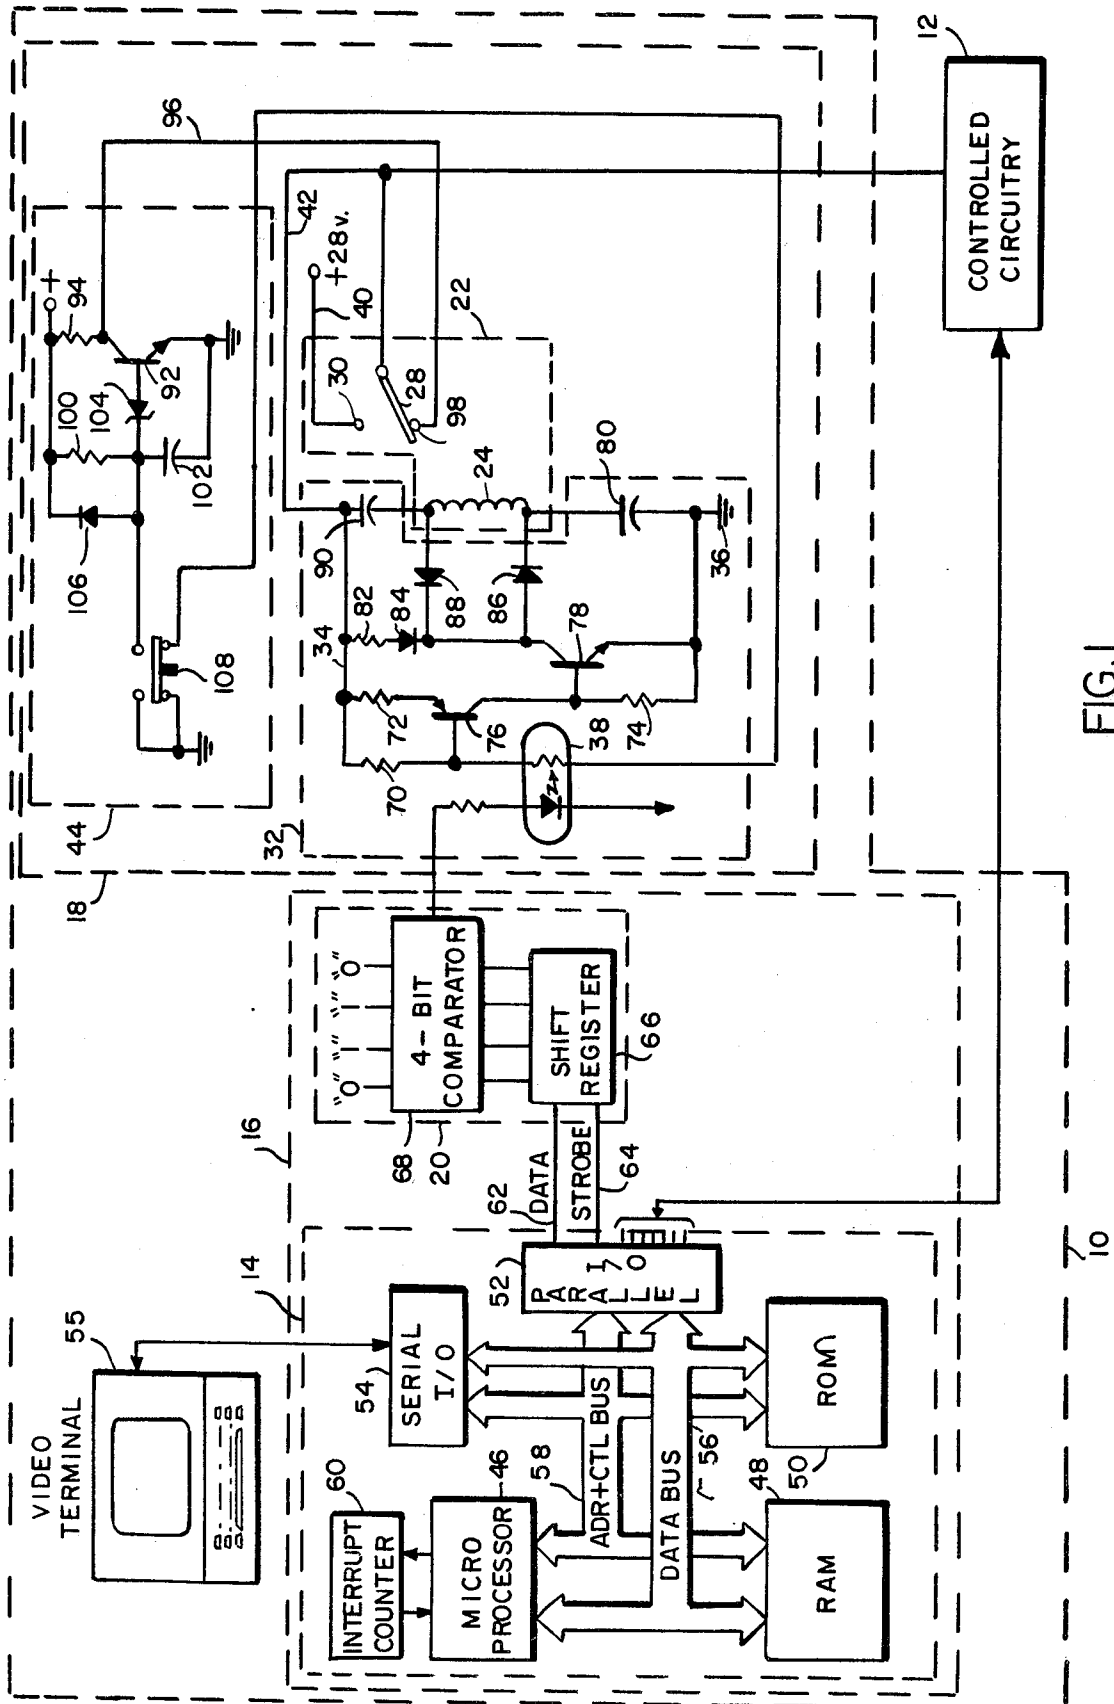 VIDEO
TERMINAL
55
14
16
18
44
INTERRUPT
COUNTER
60
MICRO
PROCESSOR
46
54
SERIAL
I/O
58
ADR+CTL BUS
DATA BUS
56
RAM
48
ROM
50
52
PARALLEL
I/O
62
DATA
STROBE
64
"0" "1" "1" "0"
4-BIT
COMPARATOR
68
20
SHIFT
REGISTER
66
106
108
100
104
102
92
94
+
96
32
34
70
72
74
76
78
38
82
84
86
88
90
24
80
36
42
40
+28v.
30
28
98
22
12
CONTROLLED
CIRCUITRY
10
FIG.1